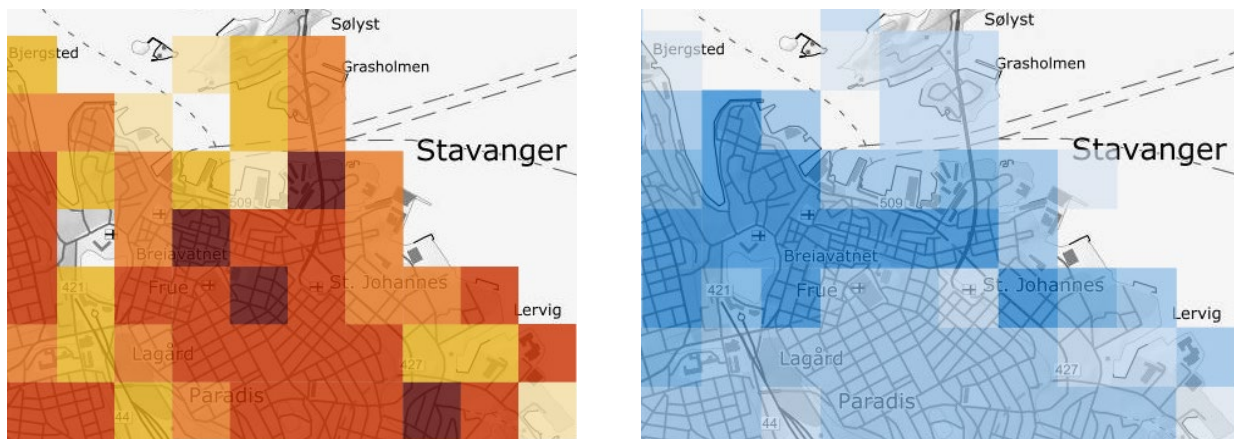 Sølyst
Bjergsted
Grasholmen
Stavanger
509
Breiavatnet
421
Frue
St. Johannes
Lervig
Lagård
427
Paradis
44
Sølyst
Bjergsted
Grasholmen
Stavanger
509
Breiavatnet
421
Frue
St. Johannes
Lervig
Lagård
427
Paradis
44